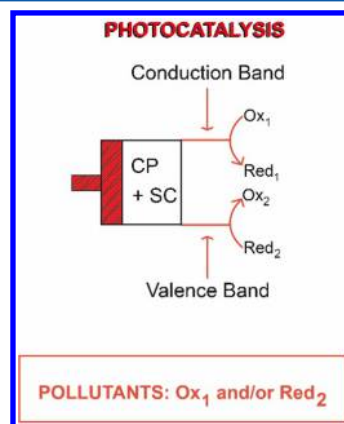 PHOTOCATALYSIS
Conduction Band
Ox₁
CP
+ SC
Red₁
Ox₂
Red₂
Valence Band
POLLUTANTS: Ox₁ and/or Red₂